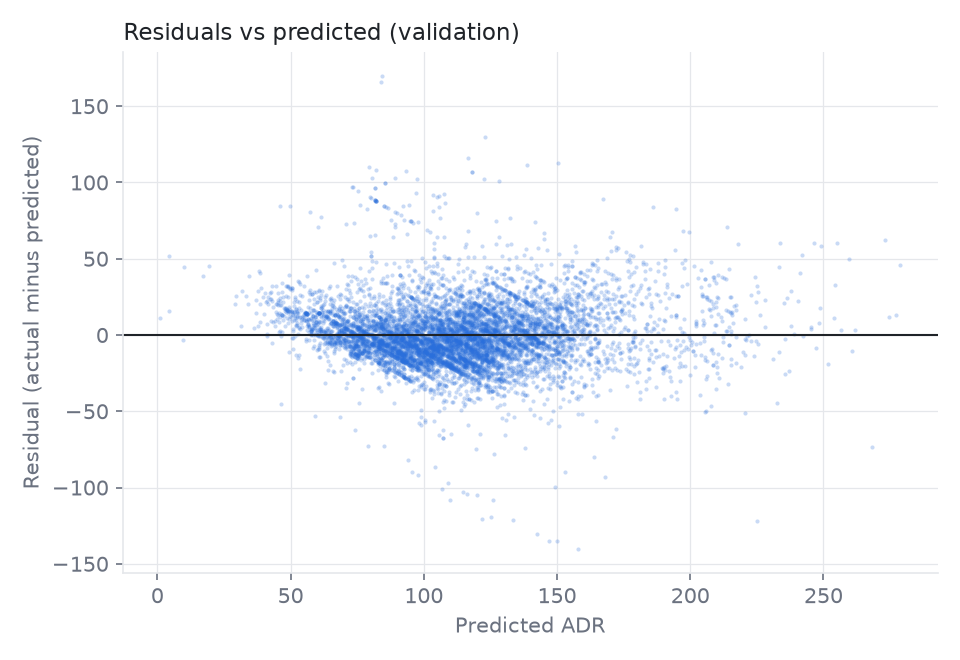 Residuals vs predicted (validation)
150
100
50
0
−50
−100
−150
Residual (actual minus predicted)
0 50 100 150 200 250
Predicted ADR